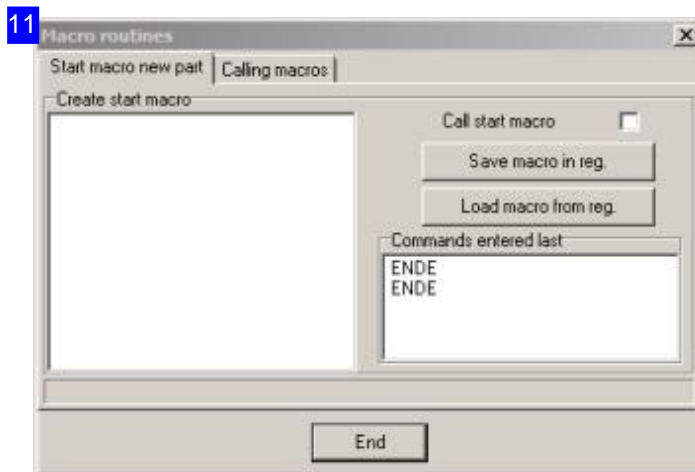 11
Macro routines
Start macro new part
Calling macros
Create start macro
Call start macro
Save macro in reg.
Load macro from reg.
Commands entered last
ENDE
ENDE
End